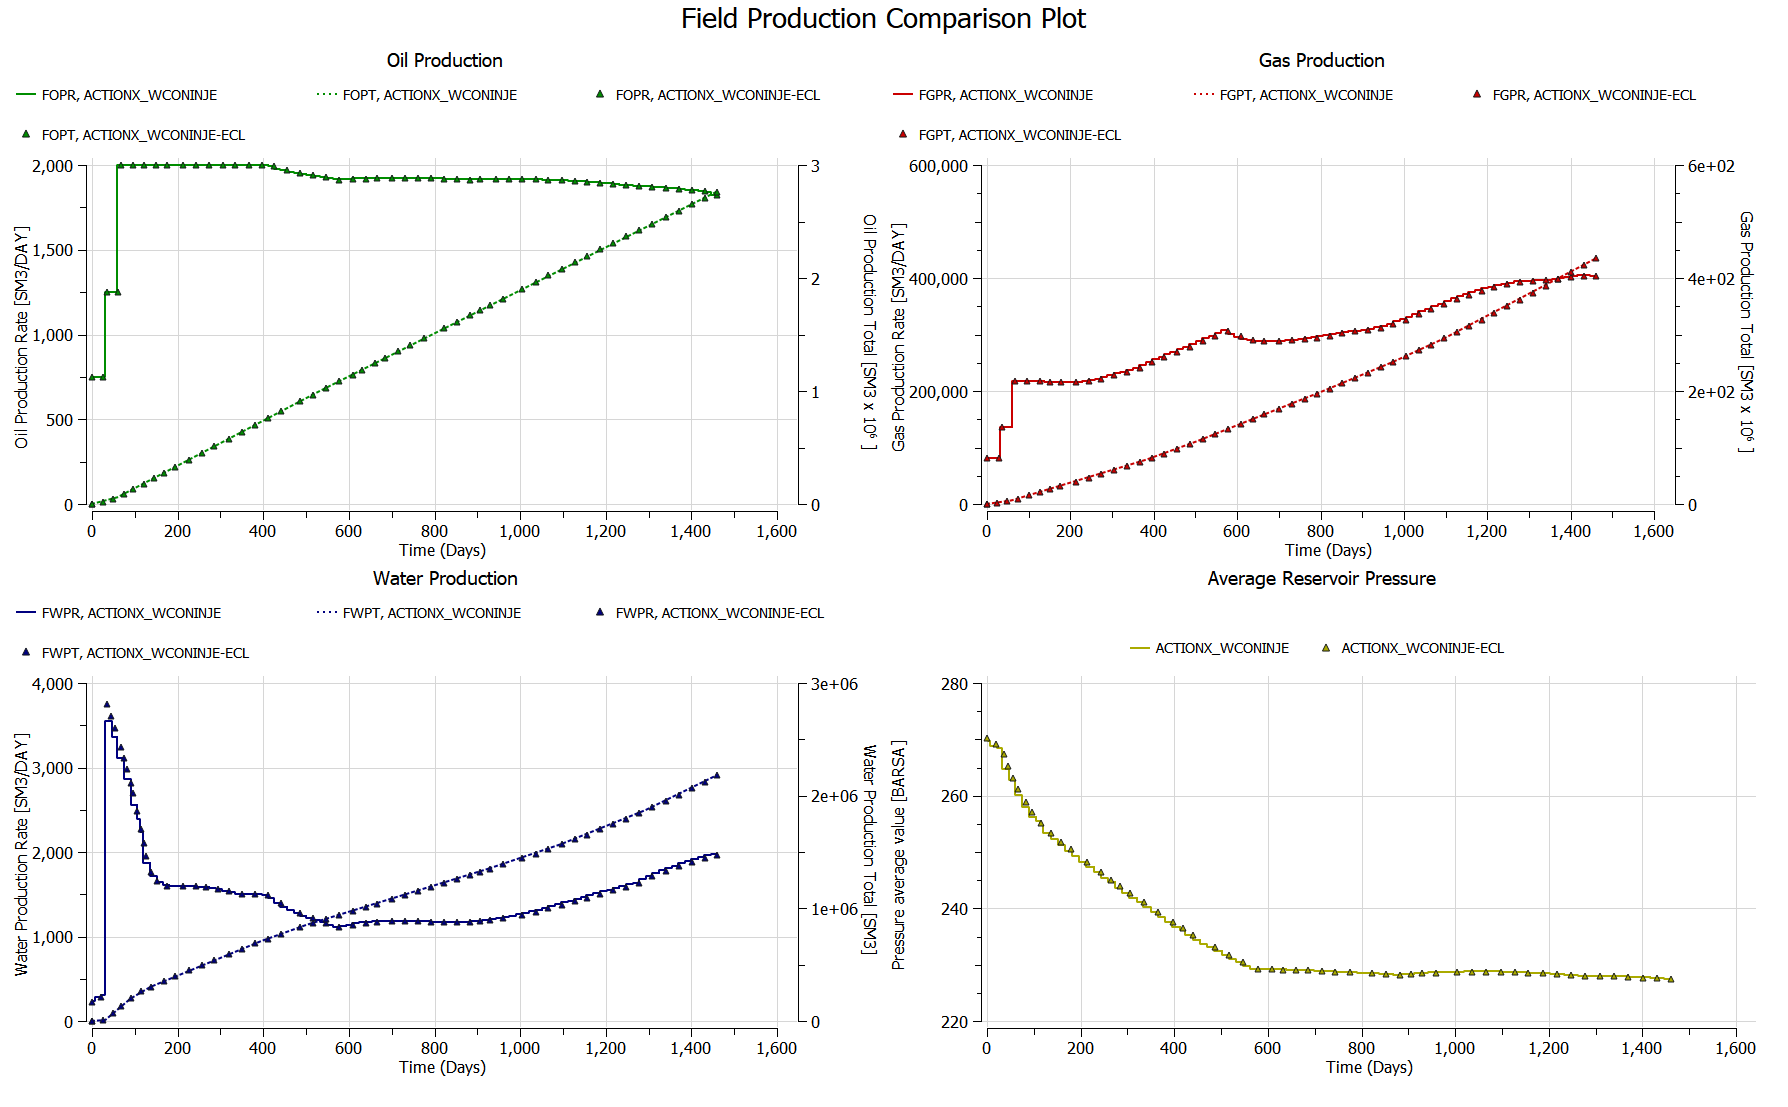 Field Production Comparison Plot
Oil Production
FOPR, ACTIONX_WCONINJE
FOPT, ACTIONX_WCONINJE
FOPR, ACTIONX_WCONINJE-ECL
FOPT, ACTIONX_WCONINJE-ECL
2,000
1,500
1,000
500
0
Oil Production Rate [SM3/DAY]
3
2
1
0
Oil Production Total [SM3 x 10⁶ ]
0 200 400 600 800 1,000 1,200 1,400 1,600
Time (Days)
Gas Production
FGPR, ACTIONX_WCONINJE
FGPT, ACTIONX_WCONINJE
FGPR, ACTIONX_WCONINJE-ECL
FGPT, ACTIONX_WCONINJE-ECL
600,000
400,000
200,000
0
Gas Production Rate [SM3/DAY]
6e+02
4e+02
2e+02
0
Gas Production Total [SM3 x 10⁶ ]
0 200 400 600 800 1,000 1,200 1,400 1,600
Time (Days)
Water Production
FWPR, ACTIONX_WCONINJE
FWPT, ACTIONX_WCONINJE
FWPR, ACTIONX_WCONINJE-ECL
FWPT, ACTIONX_WCONINJE-ECL
4,000
3,000
2,000
1,000
0
Water Production Rate [SM3/DAY]
3e+06
2e+06
1e+06
0
Water Production Total [SM3]
0 200 400 600 800 1,000 1,200 1,400 1,600
Time (Days)
Average Reservoir Pressure
ACTIONX_WCONINJE
ACTIONX_WCONINJE-ECL
280
260
240
220
Pressure average value [BARSA]
0 200 400 600 800 1,000 1,200 1,400 1,600
Time (Days)